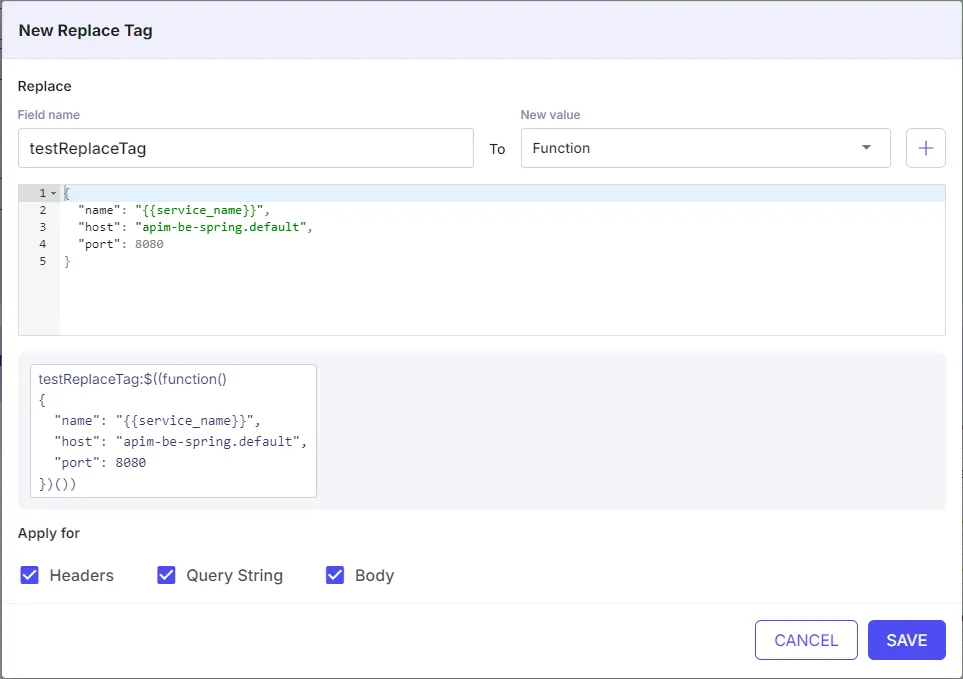 New Replace Tag
Replace
Field name
New value
testReplaceTag
To
Function
+
1 {
2 "name": "{{service_name}}",
3 "host": "apim-be-spring.default",
4 "port": 8080
5 }
testReplaceTag:$((function()
{
"name": "{{service_name}}",
"host": "apim-be-spring.default",
"port": 8080
})())
Apply for
Headers
Query String
Body
CANCEL
SAVE